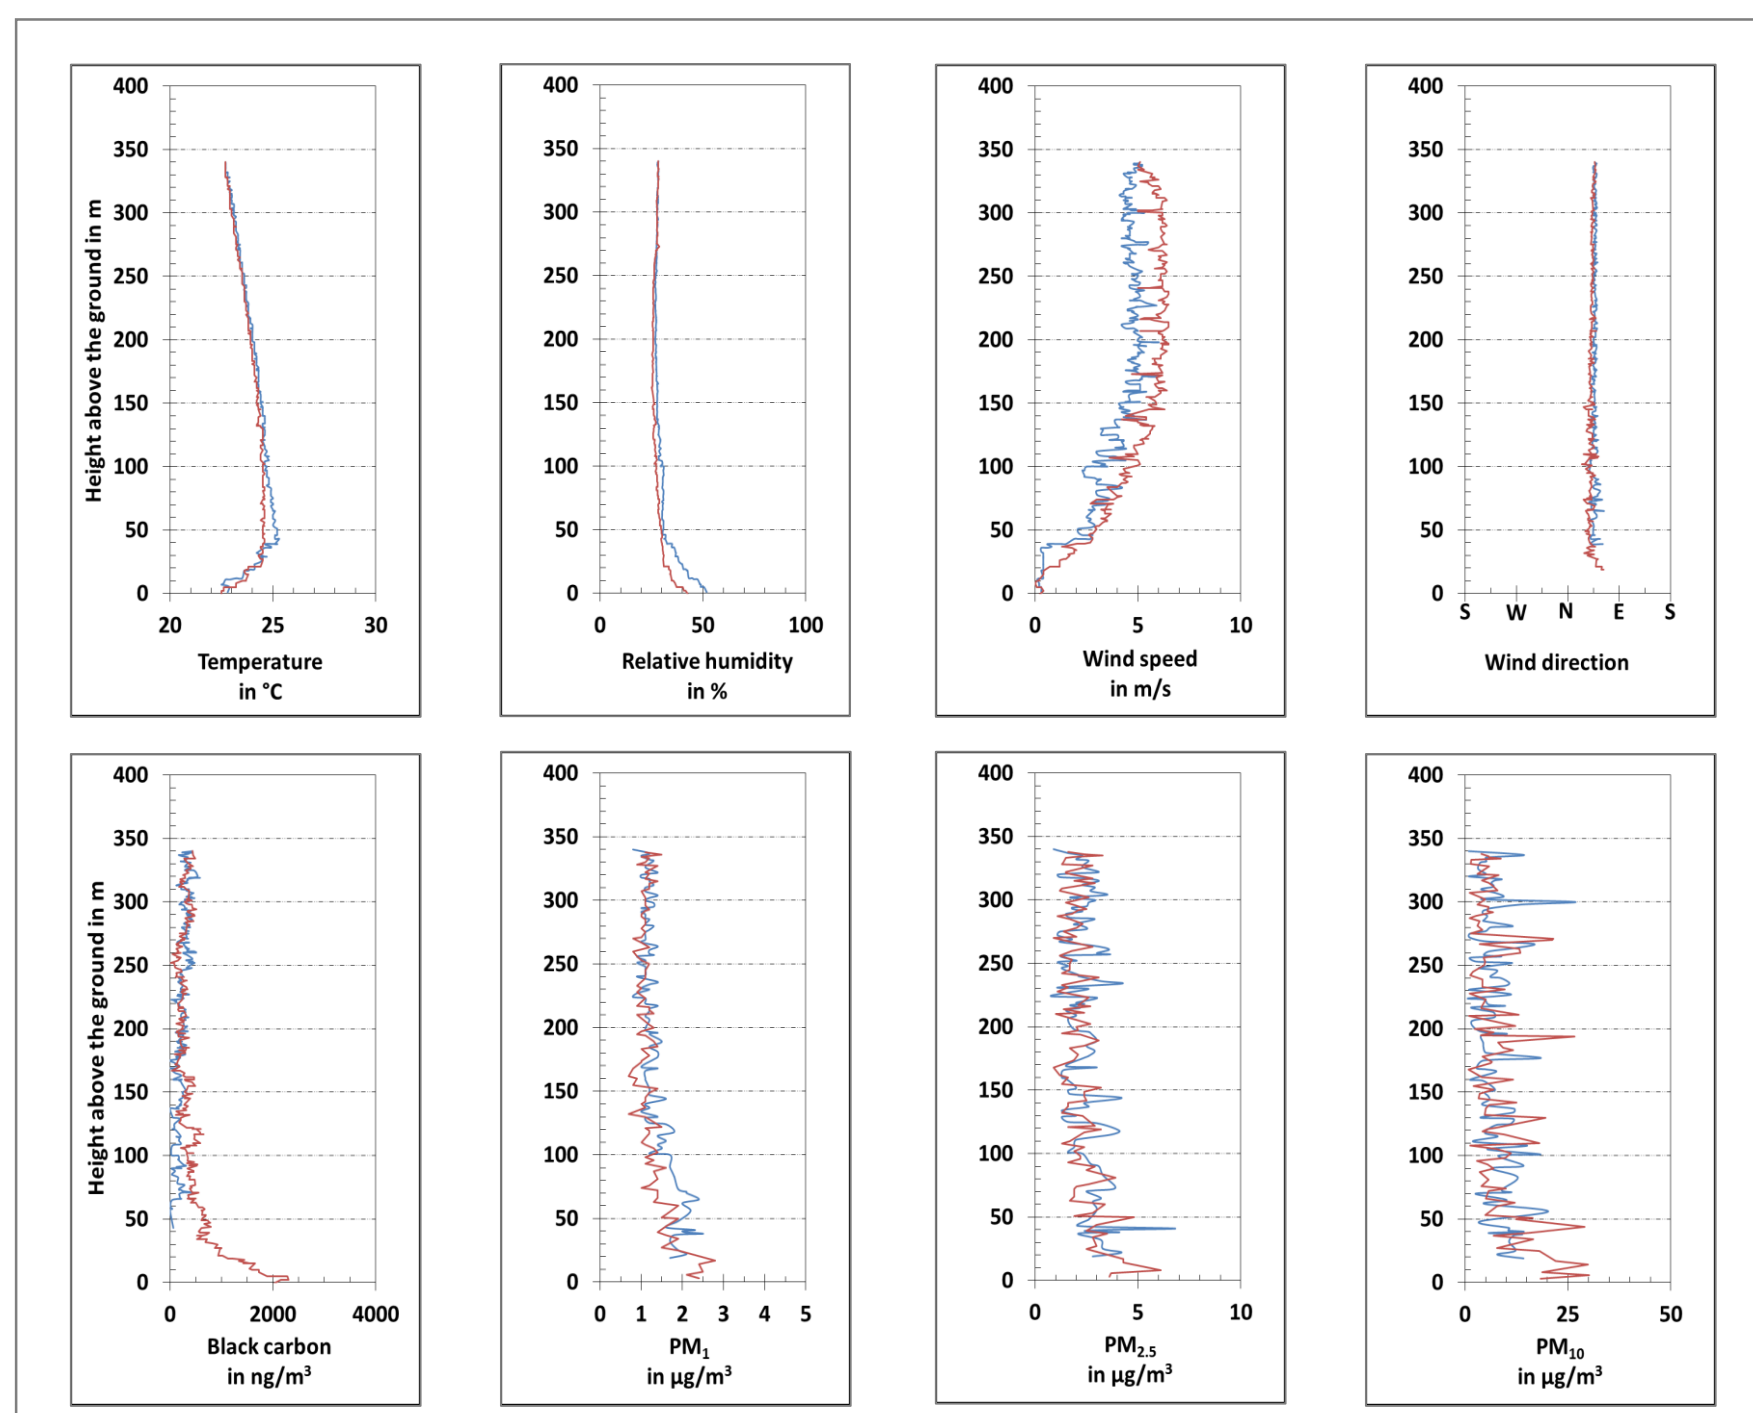 400
350
300
250
200
150
100
50
0
Height above the ground in m
20 25 30
Temperature
in °C
400
350
300
250
200
150
100
50
0
0 50 100
Relative humidity
in %
400
350
300
250
200
150
100
50
0
0 5 10
Wind speed
in m/s
400
350
300
250
200
150
100
50
0
S W N E S
Wind direction
400
350
300
250
200
150
100
50
0
Height above the ground in m
0 2000 4000
Black carbon
in ng/m³
400
350
300
250
200
150
100
50
0
0 1 2 3 4 5
PM₁
in µg/m³
400
350
300
250
200
150
100
50
0
0 5 10
PM₂.₅
in µg/m³
400
350
300
250
200
150
100
50
0
0 25 50
PM₁₀
in µg/m³